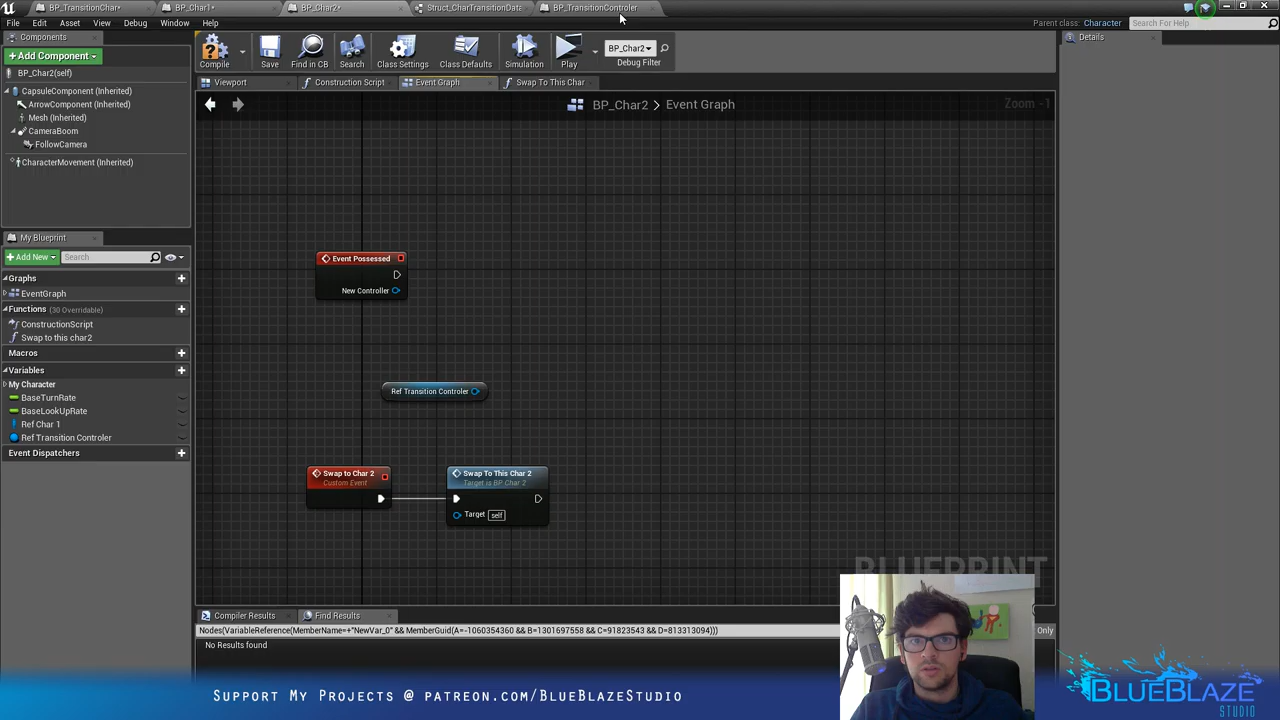 BP_TransitionChar*
BP_Char1*
BP_Char2*
Struct_CharTransitionDate
BP_TransitionControler
File Edit Asset View Debug Window Help
Parent class: Character
Search For Help
Components
Details
+Add Component
Compile
Save
Find in CB
Search
Class Settings
Class Defaults
Simulation
Play
BP_Char2
Debug Filter
BP_Char2(self)
Viewport
Construction Script
Event Graph
Swap To This Char
CapsuleComponent (Inherited)
ArrowComponent (Inherited)
Mesh (Inherited)
CameraBoom
FollowCamera
CharacterMovement (Inherited)
BP_Char2 > Event Graph
Zoom -1
My Blueprint
+Add New
Search
Graphs
EventGraph
Functions (30 Overridable)
ConstructionScript
Swap to this char2
Macros
Variables
My Character
BaseTurnRate
BaseLookUpRate
Ref Char 1
Ref Transition Controler
Event Dispatchers
Event Possessed
New Controller
Ref Transition Controler
Swap to Char 2
Custom Event
Swap To This Char 2
Target is BP Char 2
Target self
BLUEPRINT
Compiler Results
Find Results
Nodes(VariableReference(MemberName=+"NewVar_0" && MemberGuid(A=-1060354360 && B=1301697558 && C=91823543 && D=813313094)))
Only
No Results found
Support My Projects @ patreon.com/BlueBlazeStudio
BlueBlaze
Studio